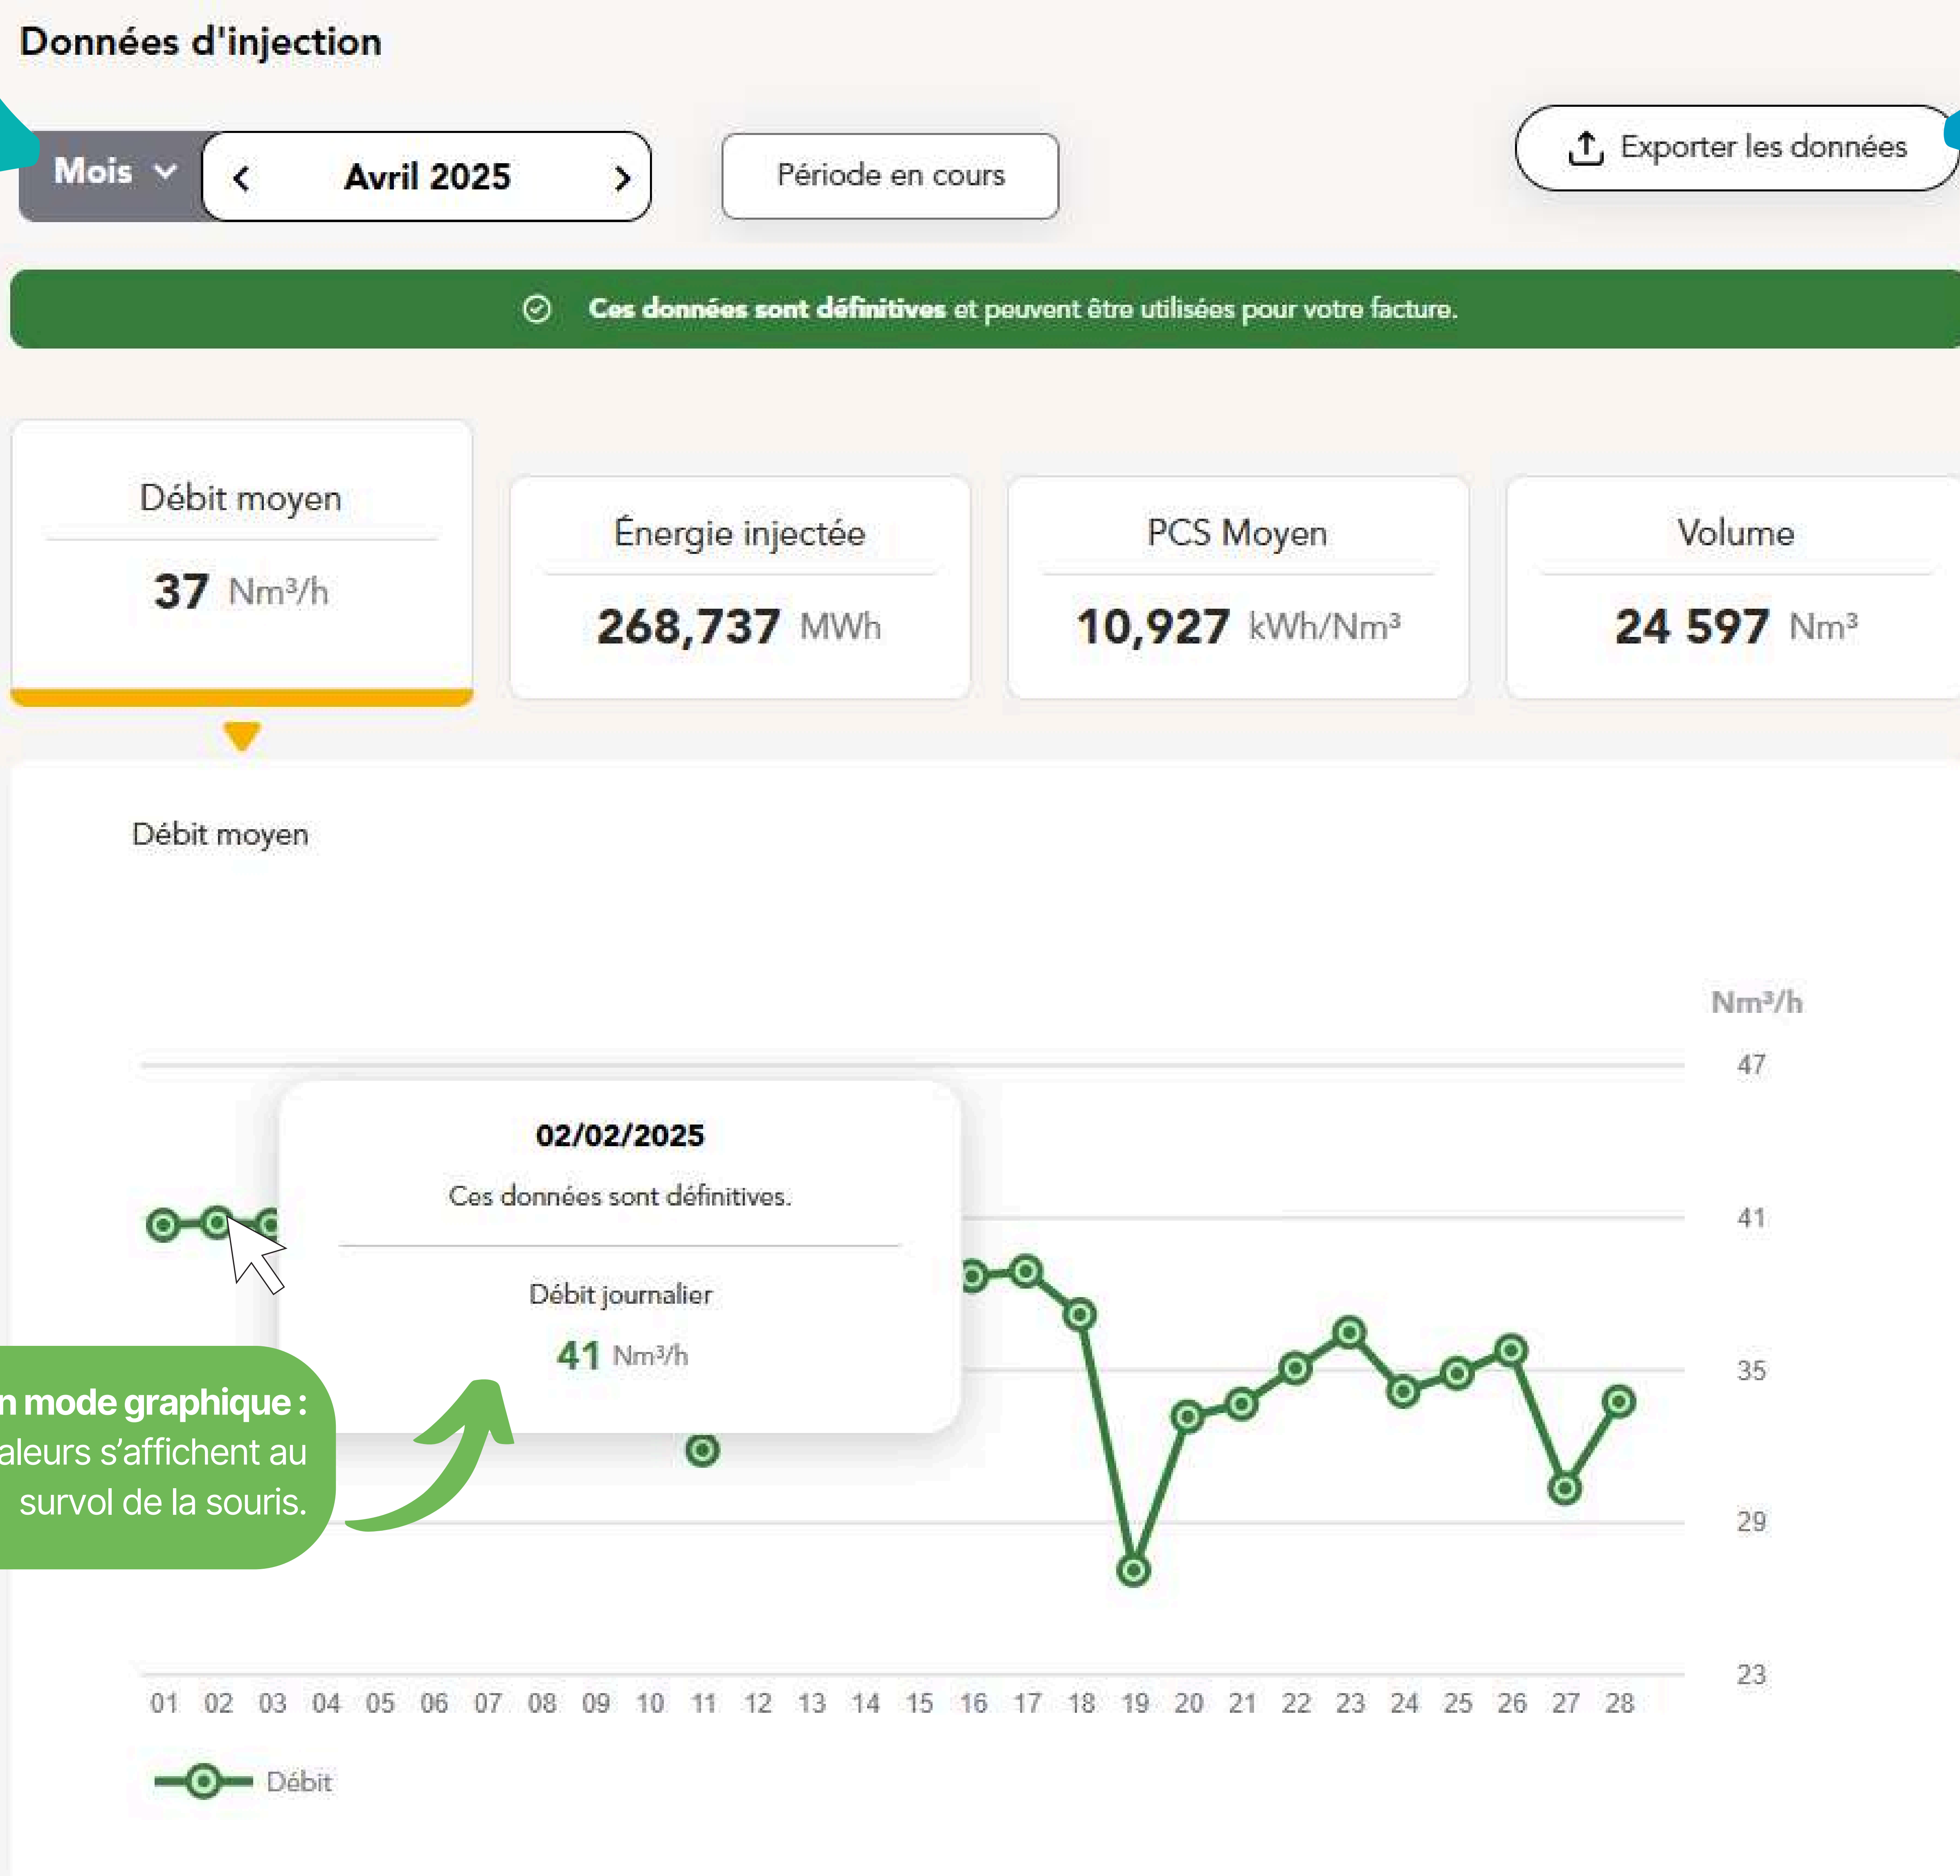 Données d'injection
Mois
Avril 2025
Période en cours
Exporter les données
Ces données sont définitives et peuvent être utilisées pour votre facture.
Débit moyen
37 Nm³/h
Énergie injectée
268,737 MWh
PCS Moyen
10,927 kWh/Nm³
Volume
24 597 Nm³
Débit moyen
Nm³/h
47
41
35
29
23
02/02/2025
Ces données sont définitives.
Débit journalier
41 Nm³/h
n mode graphique :
aleurs s'affichent au
survol de la souris.
01 02 03 04 05 06 07 08 09 10 11 12 13 14 15 16 17 18 19 20 21 22 23 24 25 26 27 28
Débit